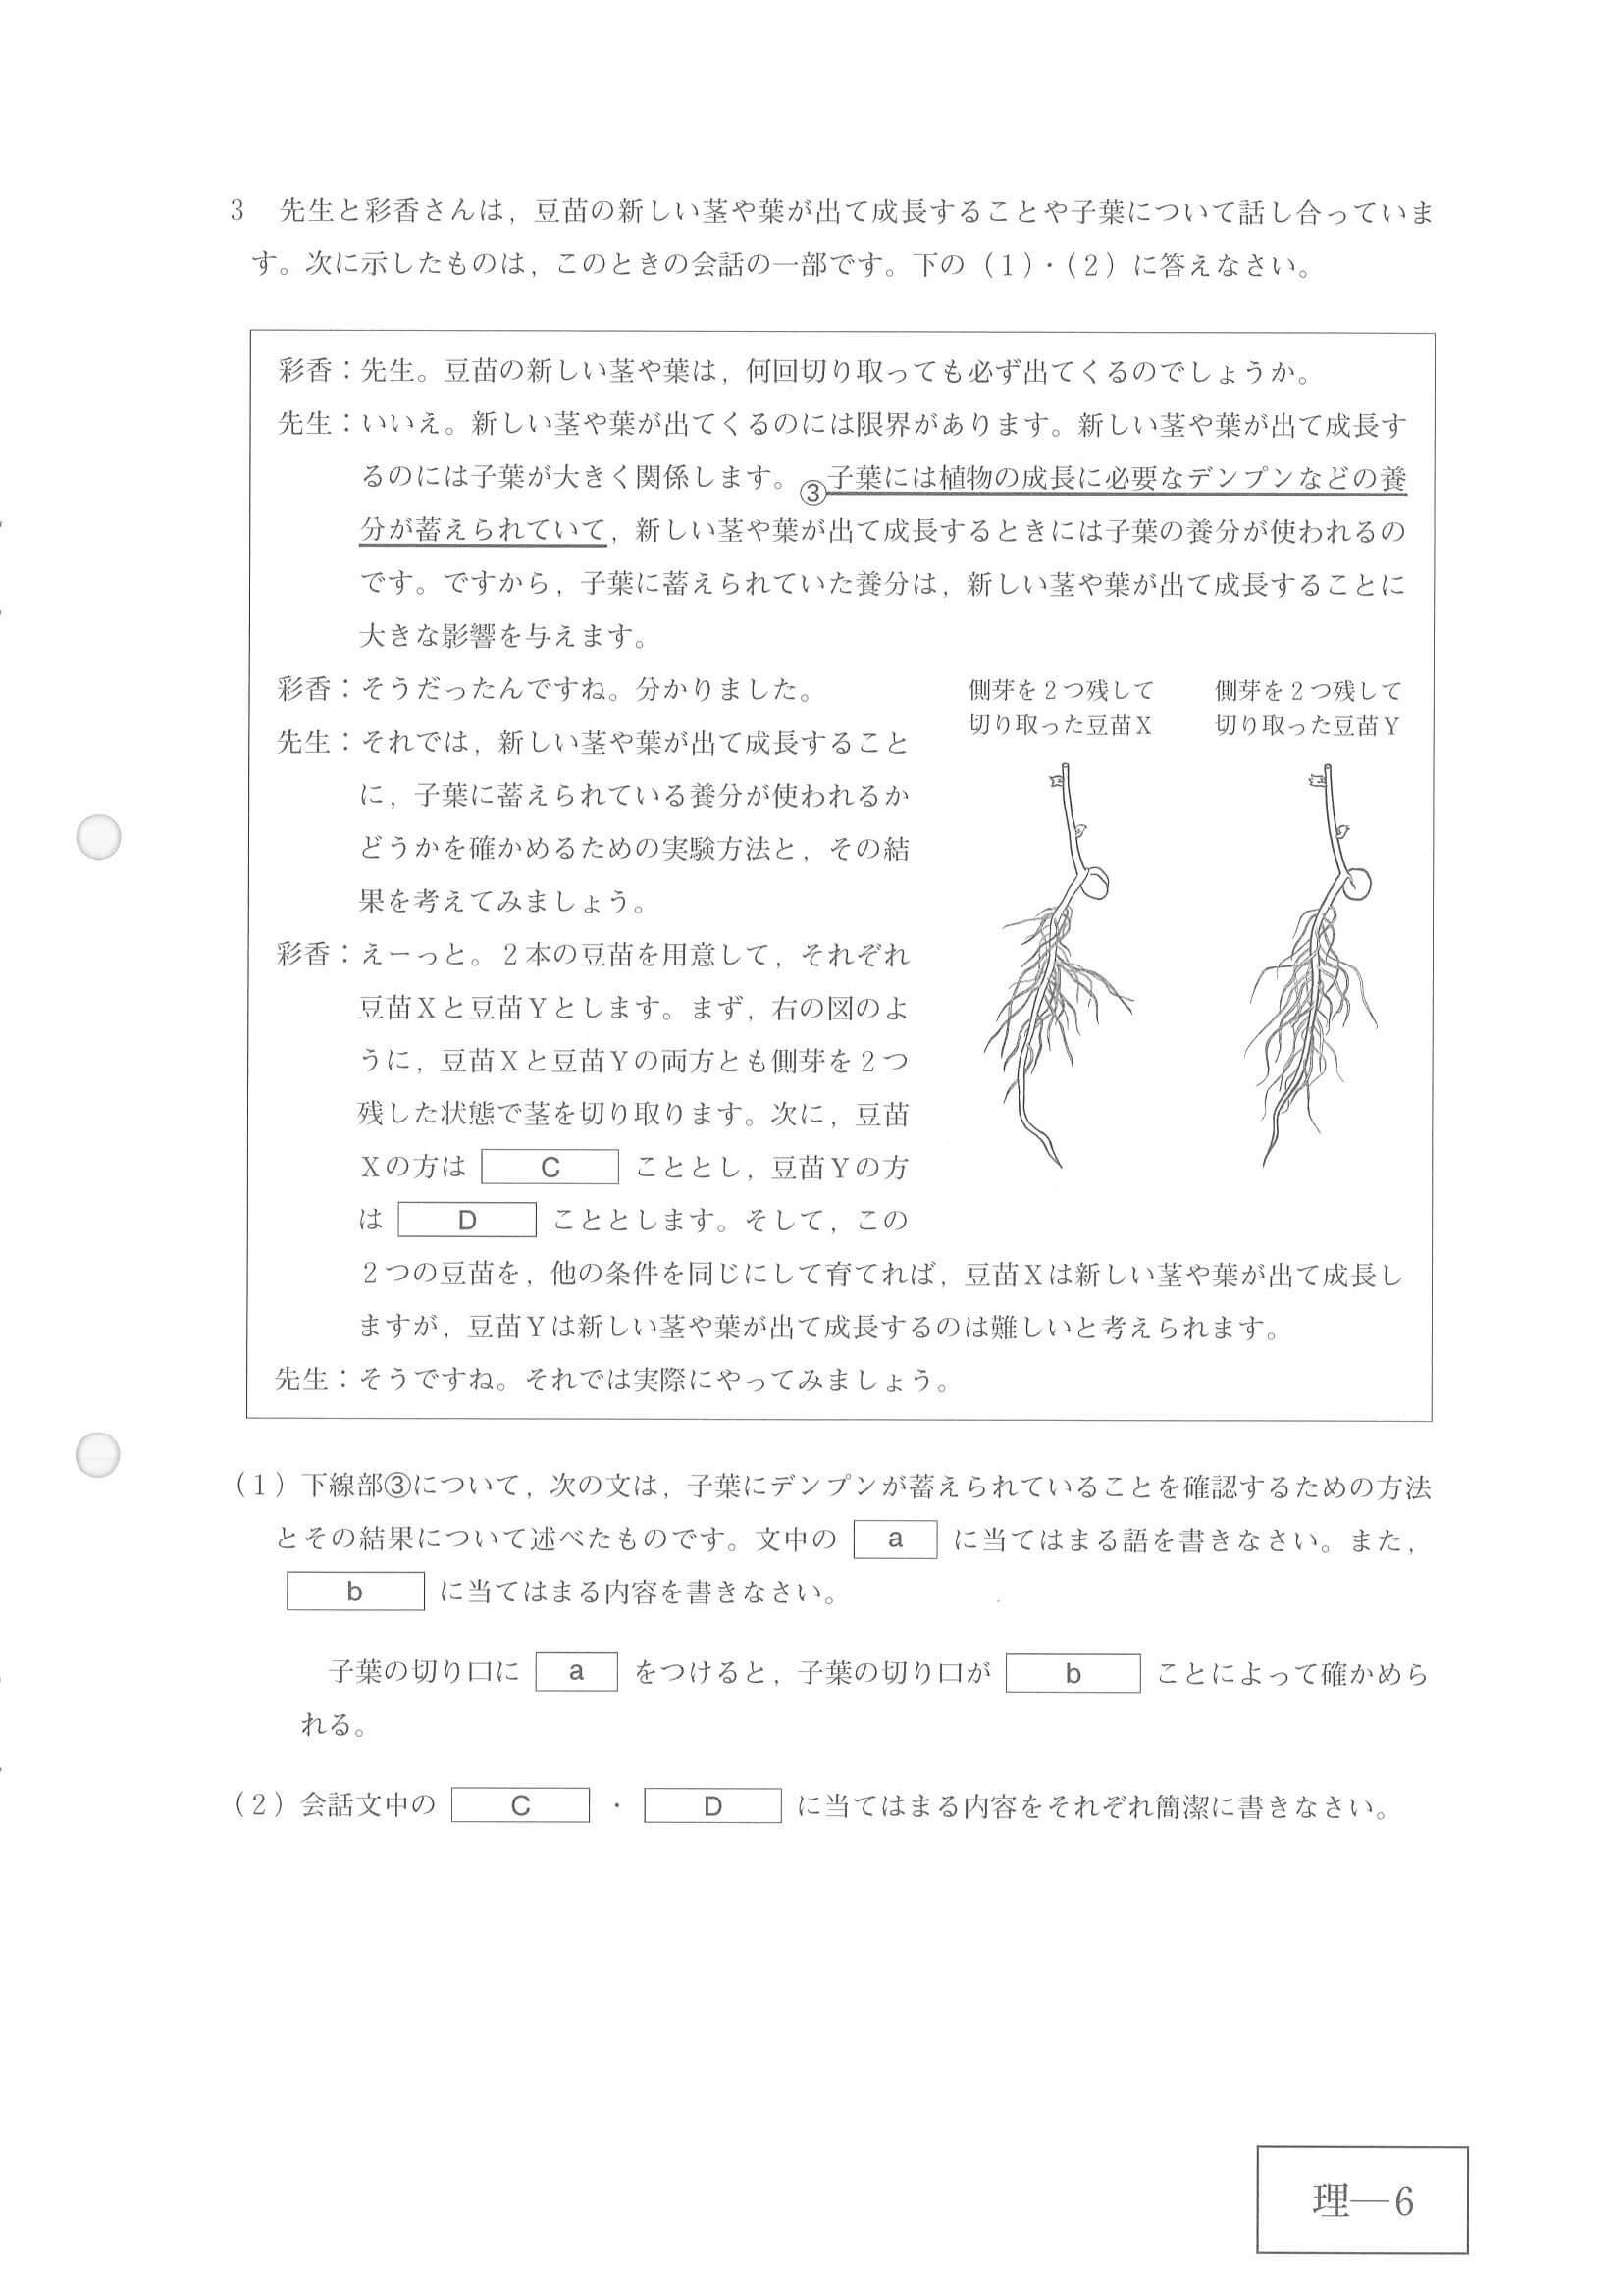 3　先生と彩香さんは，豆苗の新しい茎や葉が出て成長することや子葉について話し合っていま
す。次に示したものは，このときの会話の一部です。下の（1）・（2）に答えなさい。
彩香：先生。豆苗の新しい茎や葉は，何回切り取っても必ず出てくるのでしょうか。
先生：いいえ。新しい茎や葉が出てくるのには限界があります。新しい茎や葉が出て成長す
るのには子葉が大きく関係します。③子葉には植物の成長に必要なデンプンなどの養
分が蓄えられていて，新しい茎や葉が出て成長するときには子葉の養分が使われるの
です。ですから，子葉に蓄えられていた養分は，新しい茎や葉が出て成長することに
大きな影響を与えます。
彩香：そうだったんですね。分かりました。
先生：それでは，新しい茎や葉が出て成長すること
に，子葉に蓄えられている養分が使われるか
どうかを確かめるための実験方法と，その結
果を考えてみましょう。
彩香：えーっと。2本の豆苗を用意して，それぞれ
豆苗Xと豆苗Yとします。まず，右の図のよ
うに，豆苗Xと豆苗Yの両方とも側芽を2つ
残した状態で茎を切り取ります。次に，豆苗
Xの方は C こととし，豆苗Yの方
は D こととします。そして，この
2つの豆苗を，他の条件を同じにして育てれば，豆苗Xは新しい茎や葉が出て成長し
ますが，豆苗Yは新しい茎や葉が出て成長するのは難しいと考えられます。
先生：そうですね。それでは実際にやってみましょう。
側芽を2つ残して
切り取った豆苗X
側芽を2つ残して
切り取った豆苗Y
（1）下線部③について，次の文は，子葉にデンプンが蓄えられていることを確認するための方法
とその結果について述べたものです。文中の a に当てはまる語を書きなさい。また，
b に当てはまる内容を書きなさい。
子葉の切り口に a をつけると，子葉の切り口が b ことによって確かめら
れる。
（2）会話文中の C ・ D に当てはまる内容をそれぞれ簡潔に書きなさい。
理―6